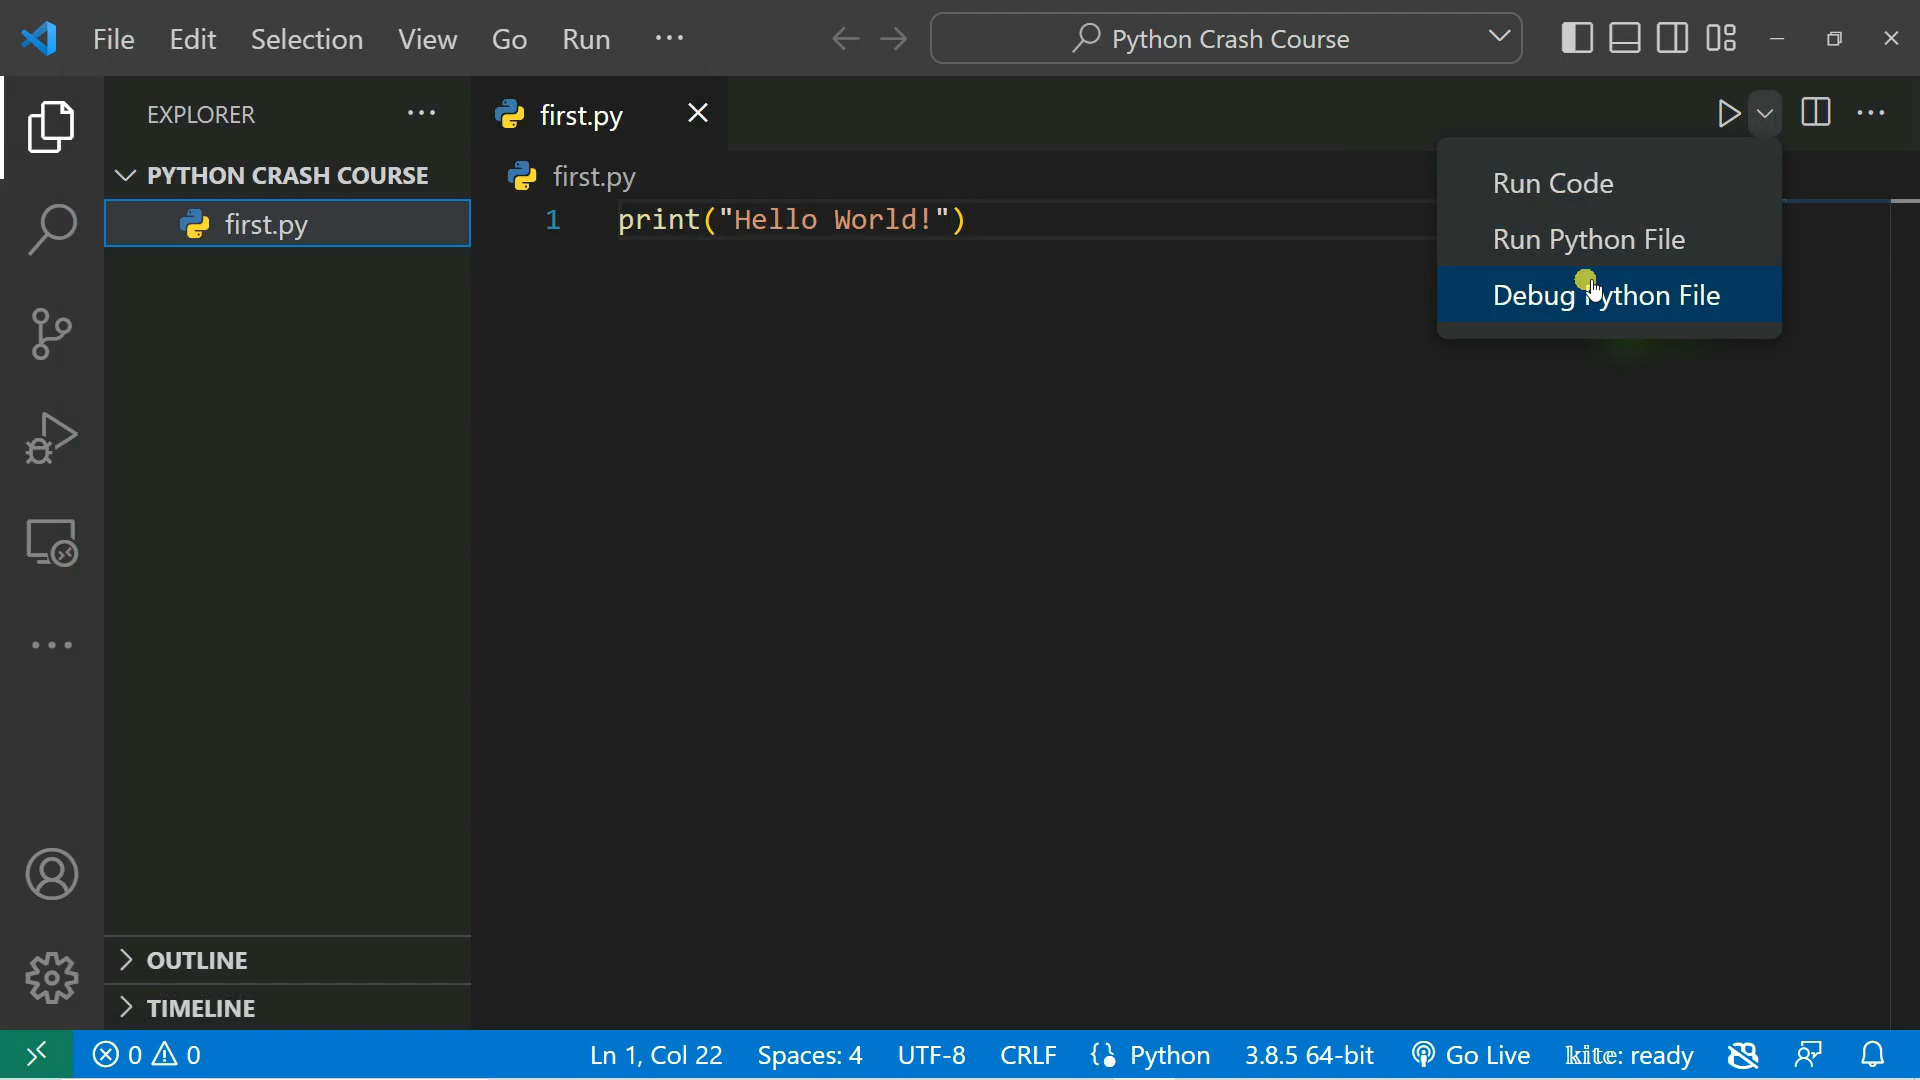 File Edit Selection View Go Run ···
Python Crash Course
EXPLORER ···
PYTHON CRASH COURSE
first.py
first.py
first.py
1 print("Hello World!")
Run Code
Run Python File
Debug Python File
OUTLINE
TIMELINE
0 0
Ln 1, Col 22 Spaces: 4 UTF-8 CRLF {} Python 3.8.5 64-bit Go Live kite: ready